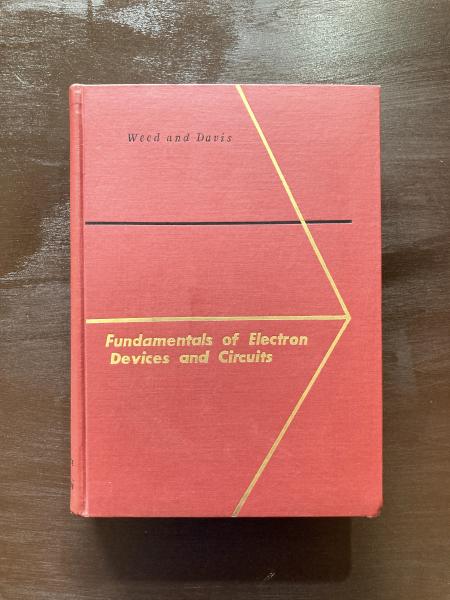 Weed and Davis
Fundamentals of Electron
Devices and Circuits